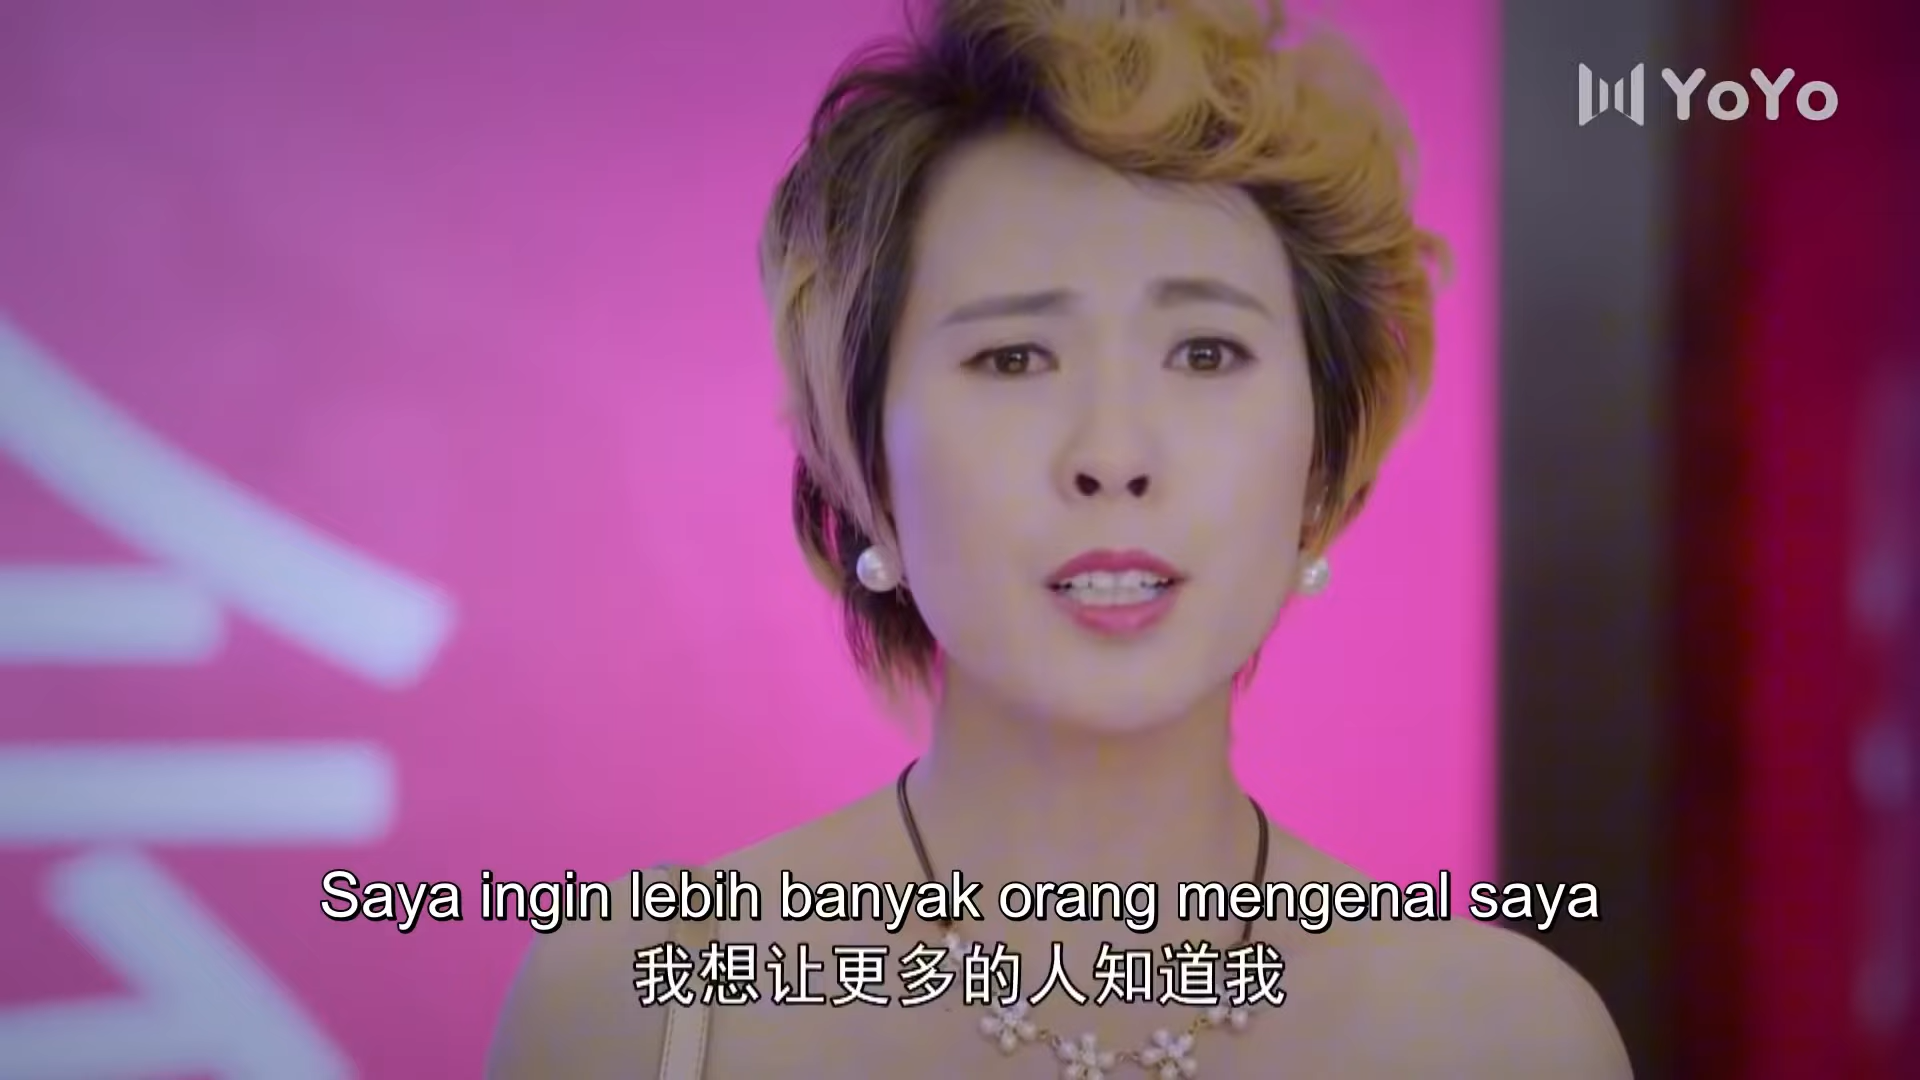 YoYo
Saya ingin lebih banyak orang mengenal saya
我想让更多的人知道我